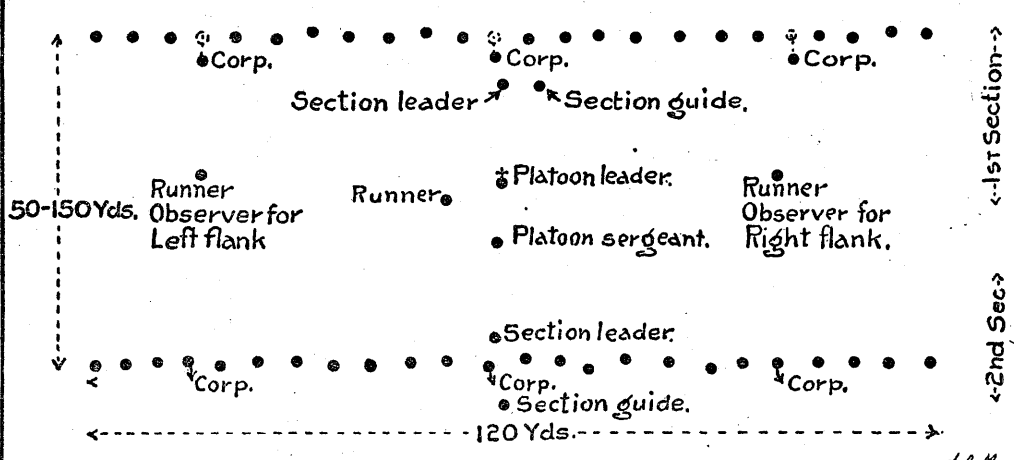 Corp.
Corp.
Corp.
Section leader
Section guide.
1ST Section
Platoon leader.
Runner
Observer for
Left flank
Runner
Runner
Observer for
Right flank.
50-150 Yds.
Platoon sergeant.
Section leader.
2nd Sec
Corp.
Corp.
Corp.
Section guide.
120 Yds.